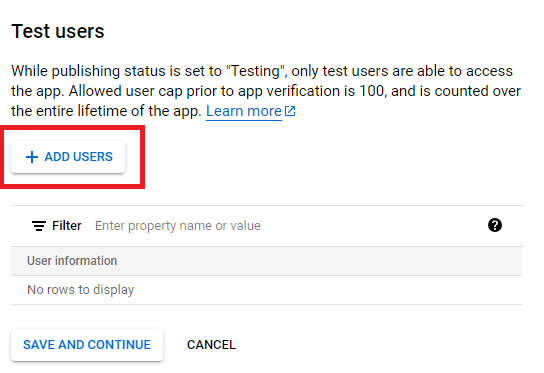 Test users
While publishing status is set to "Testing", only test users are able to access
the app. Allowed user cap prior to app verification is 100, and is counted over
the entire lifetime of the app. Learn more
+ ADD USERS
Filter Enter property name or value ?
User information
No rows to display
SAVE AND CONTINUE CANCEL